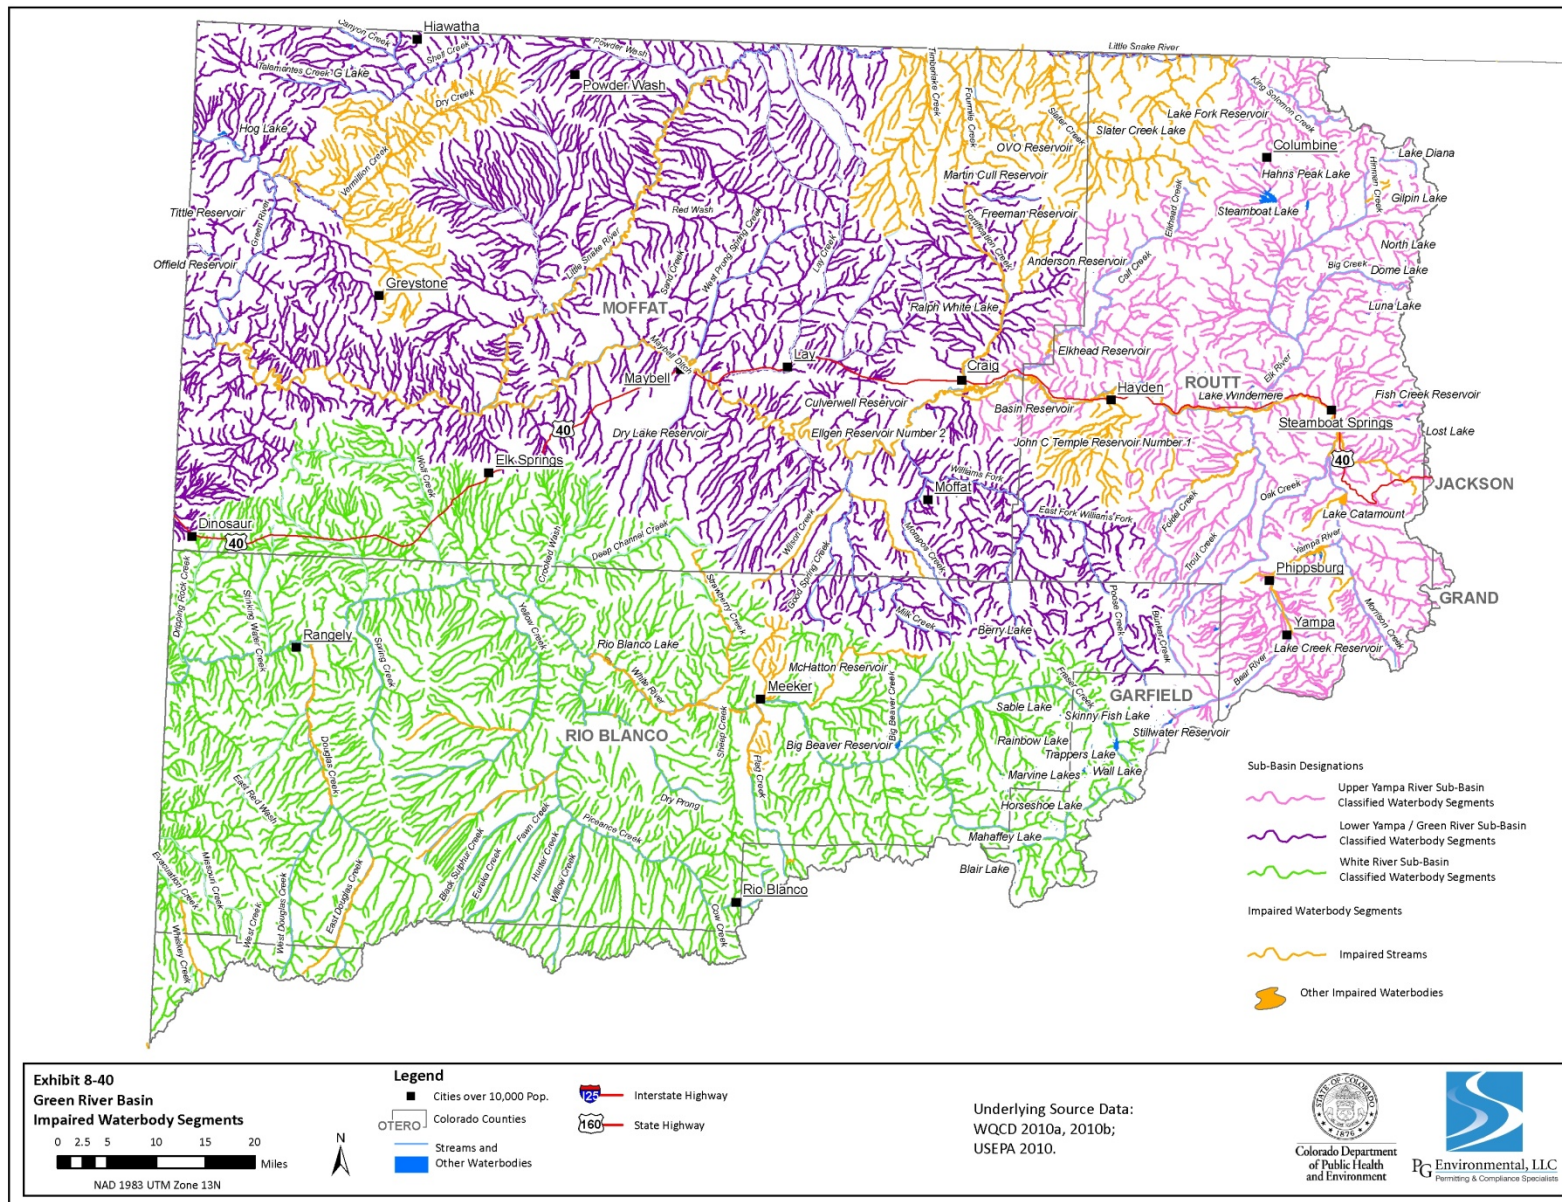 Hiawatha
Canyon Creek
Shell Creek
Talamantes Creek
G Lake
Powder Wash
Powder Wash
Dry Creek
Little Snake River
Timberlake Creek
Fourmile Creek
Slater Creek
King Solomon Creek
Lake Fork Reservoir
Slater Creek Lake
OVO Reservoir
Columbine
Lake Diana
Hog Lake
Vermillion Creek
Martin Cull Reservoir
Hahns Peak Lake
Hinman Creek
Gilpin Lake
Tittle Reservoir
Green River
Red Wash
Freeman Reservoir
Elkhead Creek
Steamboat Lake
Fortification Creek
West Prong Spring Creek
Lay Creek
Little Snake River
Sand Creek
North Lake
Offield Reservoir
Anderson Reservoir
Calf Creek
Big Creek
Dome Lake
Greystone
MOFFAT
Ralph White Lake
Luna Lake
Maybell Ditch
Lay
Elkhead Reservoir
Elk River
Maybell
Craig
Hayden
ROUTT
Lake Windemere
Fish Creek Reservoir
Culverwell Reservoir
Basin Reservoir
Steamboat Springs
40
Dry Lake Reservoir
Ellgen Reservoir Number 2
John C Temple Reservoir Number 1
Lost Lake
Elk Springs
Wolf Creek
40
Williams Fork
Moffat
JACKSON
Oak Creek
Foidel Creek
East Fork Williams Fork
Lake Catamount
Dinosaur
40
Crooked Wash
Deep Channel Creek
Wilson Creek
Good Spring Creek
Morapos Creek
Trout Creek
Yampa River
Phippsburg
Dripping Rock Creek
Stinking Water Creek
Strawberry Creek
GRAND
Yellow Creek
Milk Creek
Poose Creek
Bunker Creek
Morrison Creek
Yampa
Rangely
Spring Creek
Rio Blanco Lake
Berry Lake
Lake Creek Reservoir
White River
McHatton Reservoir
Bear River
Meeker
Big Beaver Creek
Fraser Creek
GARFIELD
Sable Lake
Skinny Fish Lake
Stillwater Reservoir
RIO BLANCO
Sheep Creek
Big Beaver Reservoir
Rainbow Lake
Trappers Lake
Douglas Creek
Flag Creek
Marvine Lakes
Wall Lake
East Red Wash
Dry Prong
Horseshoe Lake
Piceance Creek
Mahaffey Lake
Black Sulphur Creek
Fawn Creek
Eureka Creek
Hunter Creek
Willow Creek
Blair Lake
Evacuation Creek
Missouri Creek
Rio Blanco
West Creek
West Douglas Creek
East Douglas Creek
Cow Creek
Whiskey Creek
Sub-Basin Designations
Upper Yampa River Sub-Basin
Classified Waterbody Segments
Lower Yampa / Green River Sub-Basin
Classified Waterbody Segments
White River Sub-Basin
Classified Waterbody Segments
Impaired Waterbody Segments
Impaired Streams
Other Impaired Waterbodies
Exhibit 8-40
Green River Basin
Impaired Waterbody Segments
0 2.5 5 10 15 20
Miles
NAD 1983 UTM Zone 13N
N
Legend
Cities over 10,000 Pop.
OTERO
Colorado Counties
Streams and
Other Waterbodies
I25
Interstate Highway
160
State Highway
Underlying Source Data:
WQCD 2010a, 2010b;
USEPA 2010.
STATE OF COLORADO
1876
Colorado Department
of Public Health
and Environment
PG Environmental, LLC
Permitting & Compliance Specialists